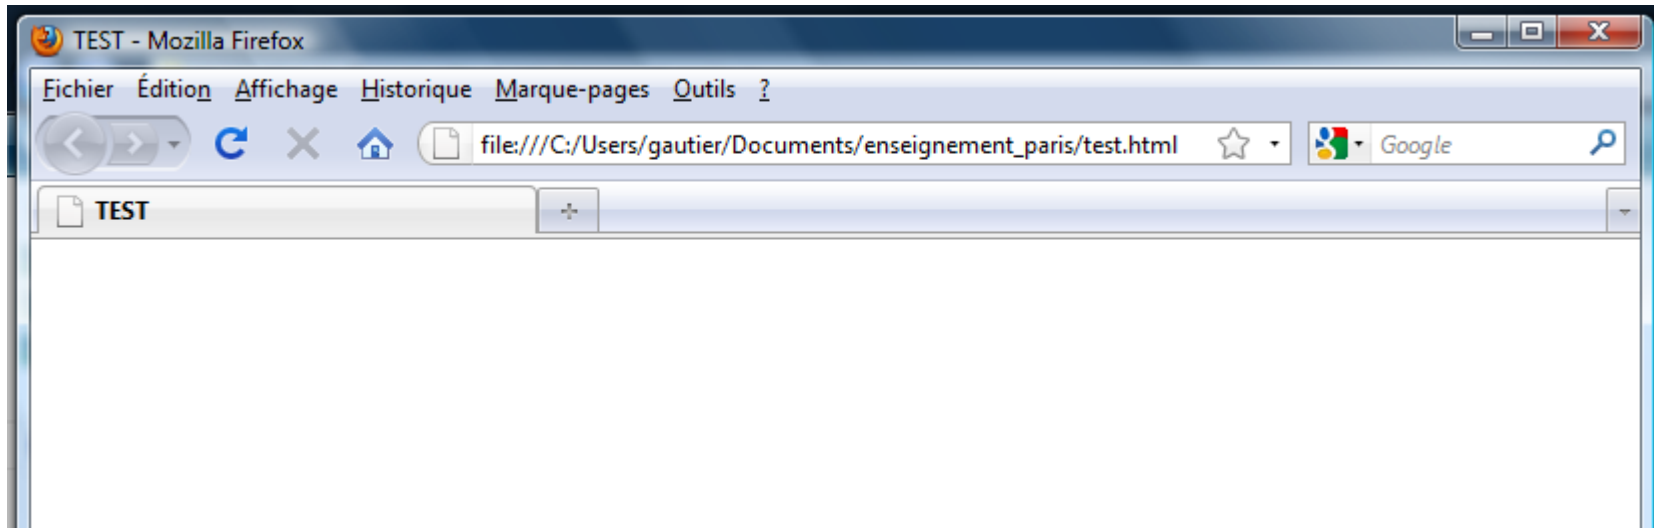 TEST - Mozilla Firefox
Fichier Édition Affichage Historique Marque-pages Outils ?
file:///C:/Users/gautier/Documents/enseignement_paris/test.html Google
TEST